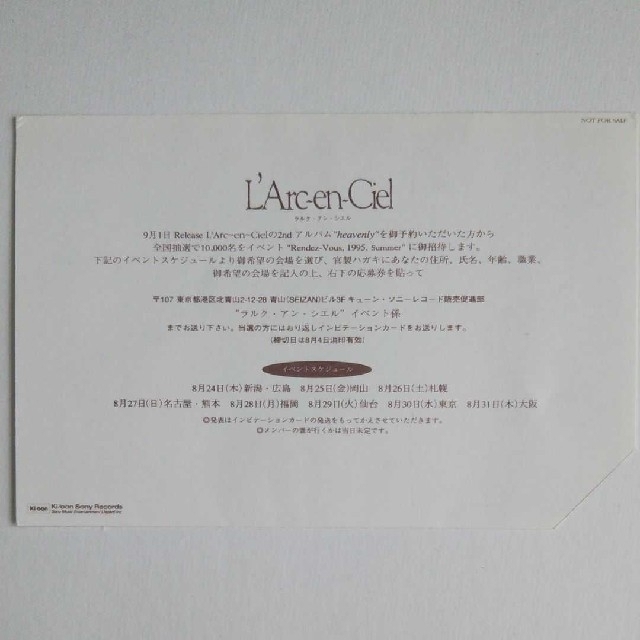 NOT FOR SALE
L'Arc-en-Ciel
ラルク・アン・シエル
9月1日 Release L'Arc~en~Cielの2nd アルバム"heavenly"を御予約いただいた方から
全国抽選で10,000名をイベント "Rendez-Vous, 1995, Summer" に御招待します。
下記のイベントスケジュールより御希望の会場を選び、官製ハガキにあなたの住所、氏名、年齢、職業、
御希望の会場を記入の上、右下の応募券を貼って
〒107 東京都港区北青山2-12-28 青山(SEIZAN)ビル3F キューン・ソニーレコード販売促進部
"ラルク・アン・シエル" イベント係
までお送り下さい。当選の方にはおり返しインビテーションカードをお送りします。
(締切日は8月4日消印有効)
イベントスケジュール
8月24日(木)新潟・広島 8月25日(金)岡山 8月26日(土)札幌
8月27日(日)名古屋・熊本 8月28日(月)福岡 8月29日(火)仙台 8月30日(水)東京 8月31日(木)大阪
◎発表はインビテーションカードの発送をもってかえさせていただきます。
◎メンバーの誰が行くかは当日未定です。
Ki/oon Ki/oon Sony Records